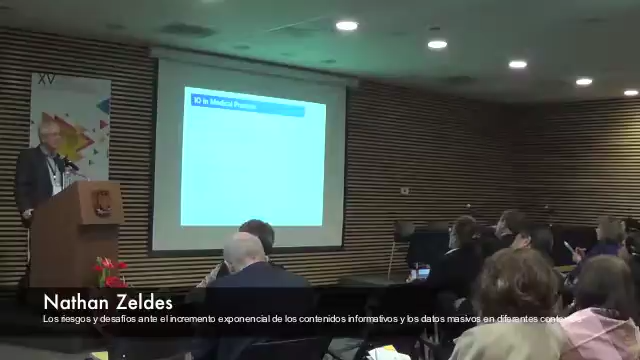 XV
IO in Medical Practice
Nathan Zeldes
Los riesgos y desafíos ante el incremento exponencial de los contenidos informativos y los datos masivos en diferentes